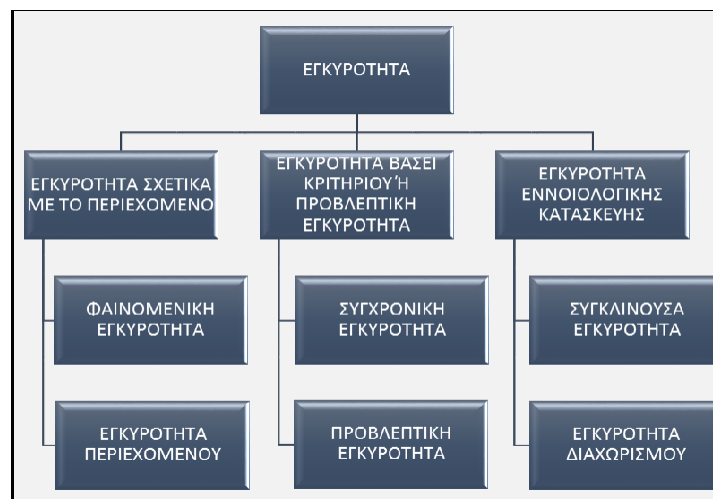 ΕΓΚΥΡΟΤΗΤΑ
ΕΓΚΥΡΟΤΗΤΑ ΣΧΕΤΙΚΑ
ΜΕ ΤΟ ΠΕΡΙΕΧΟΜΕΝΟ
ΕΓΚΥΡΟΤΗΤΑ ΒΑΣΕΙ
ΚΡΙΤΗΡΙΟΥ Ή
ΠΡΟΒΛΕΠΤΙΚΗ
ΕΓΚΥΡΟΤΗΤΑ
ΕΓΚΥΡΟΤΗΤΑ
ΕΝΝΟΙΟΛΟΓΙΚΗΣ
ΚΑΤΑΣΚΕΥΗΣ
ΦΑΙΝΟΜΕΝΙΚΗ
ΕΓΚΥΡΟΤΗΤΑ
ΣΥΓΧΡΟΝΙΚΗ
ΕΓΚΥΡΟΤΗΤΑ
ΣΥΓΚΛΙΝΟΥΣΑ
ΕΓΚΥΡΟΤΗΤΑ
ΕΓΚΥΡΟΤΗΤΑ
ΠΕΡΙΕΧΟΜΕΝΟΥ
ΠΡΟΒΛΕΠΤΙΚΗ
ΕΓΚΥΡΟΤΗΤΑ
ΕΓΚΥΡΟΤΗΤΑ
ΔΙΑΧΩΡΙΣΜΟΥ